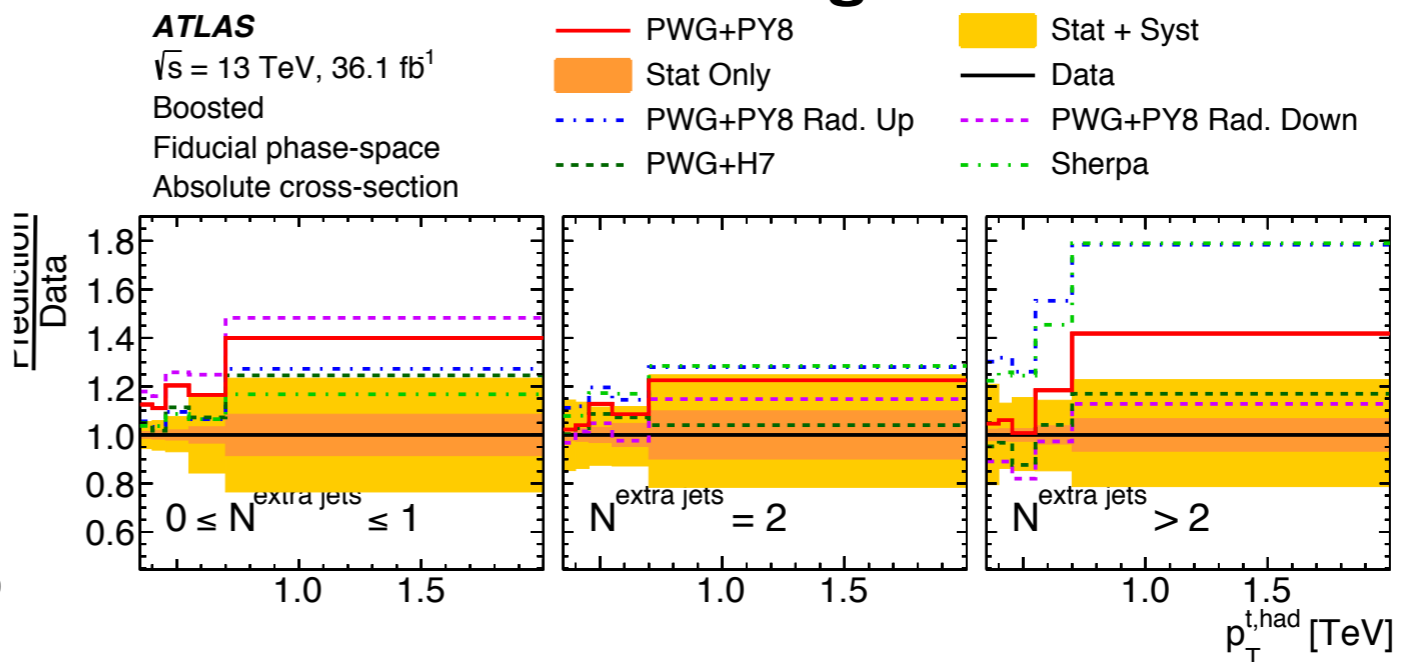 ATLAS
√s = 13 TeV, 36.1 fb⁻¹
Boosted
Fiducial phase-space
Absolute cross-section
PWG+PY8
Stat Only
PWG+PY8 Rad. Up
PWG+H7
Stat + Syst
Data
PWG+PY8 Rad. Down
Sherpa
Prediction
Data
1.8
1.6
1.4
1.2
1.0
0.8
0.6
0 ≤ N^extra jets ≤ 1
N^extra jets = 2
N^extra jets > 2
1.0 1.5 1.0 1.5 1.0 1.5
p_T^t,had [TeV]